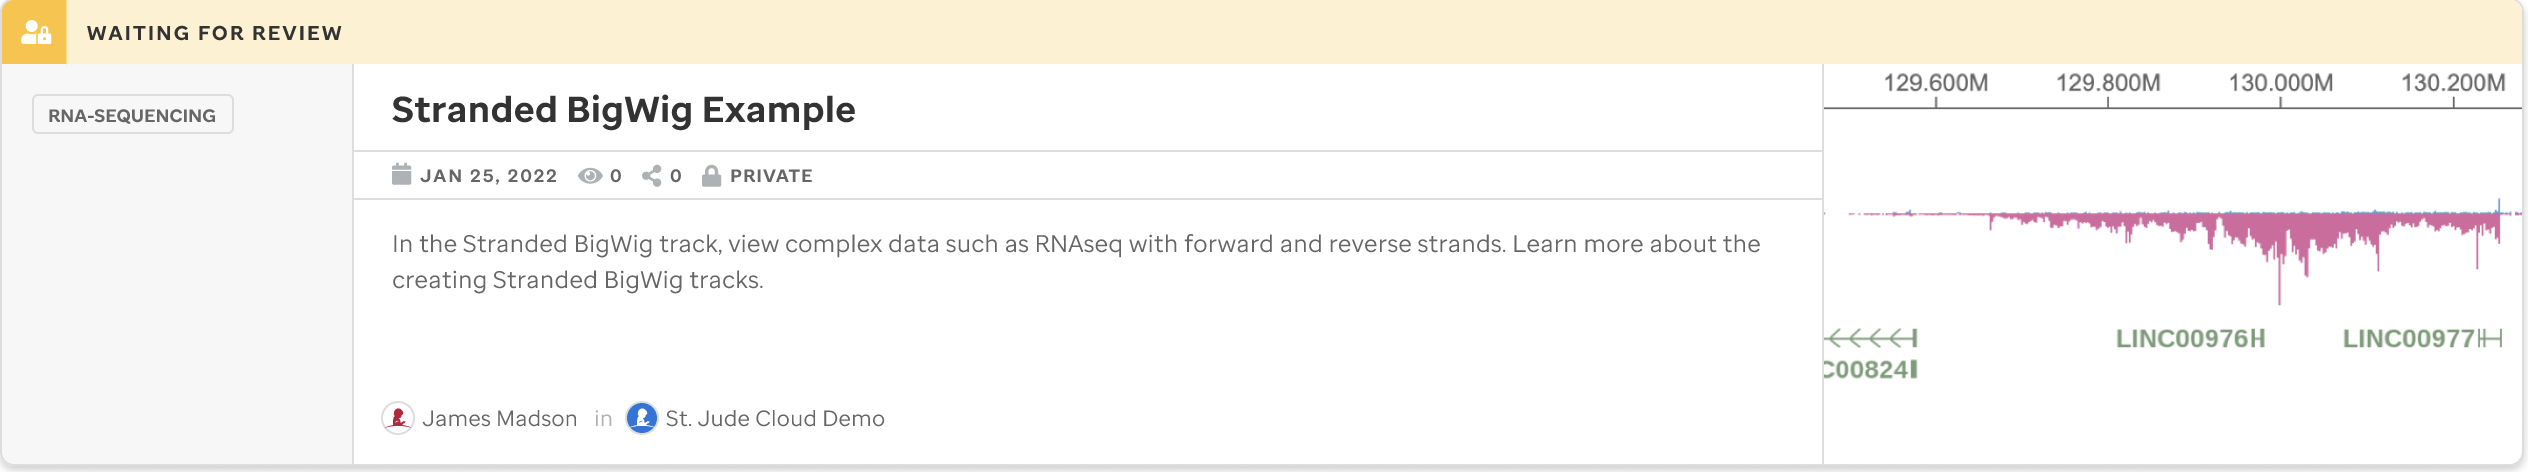 WAITING FOR REVIEW
RNA-SEQUENCING
Stranded BigWig Example
JAN 25, 2022 0 0 PRIVATE
In the Stranded BigWig track, view complex data such as RNAseq with forward and reverse strands. Learn more about the
creating Stranded BigWig tracks.
James Madson in St. Jude Cloud Demo
129.600M 129.800M 130.000M 130.200M
LINC00976 LINC00977
C00824